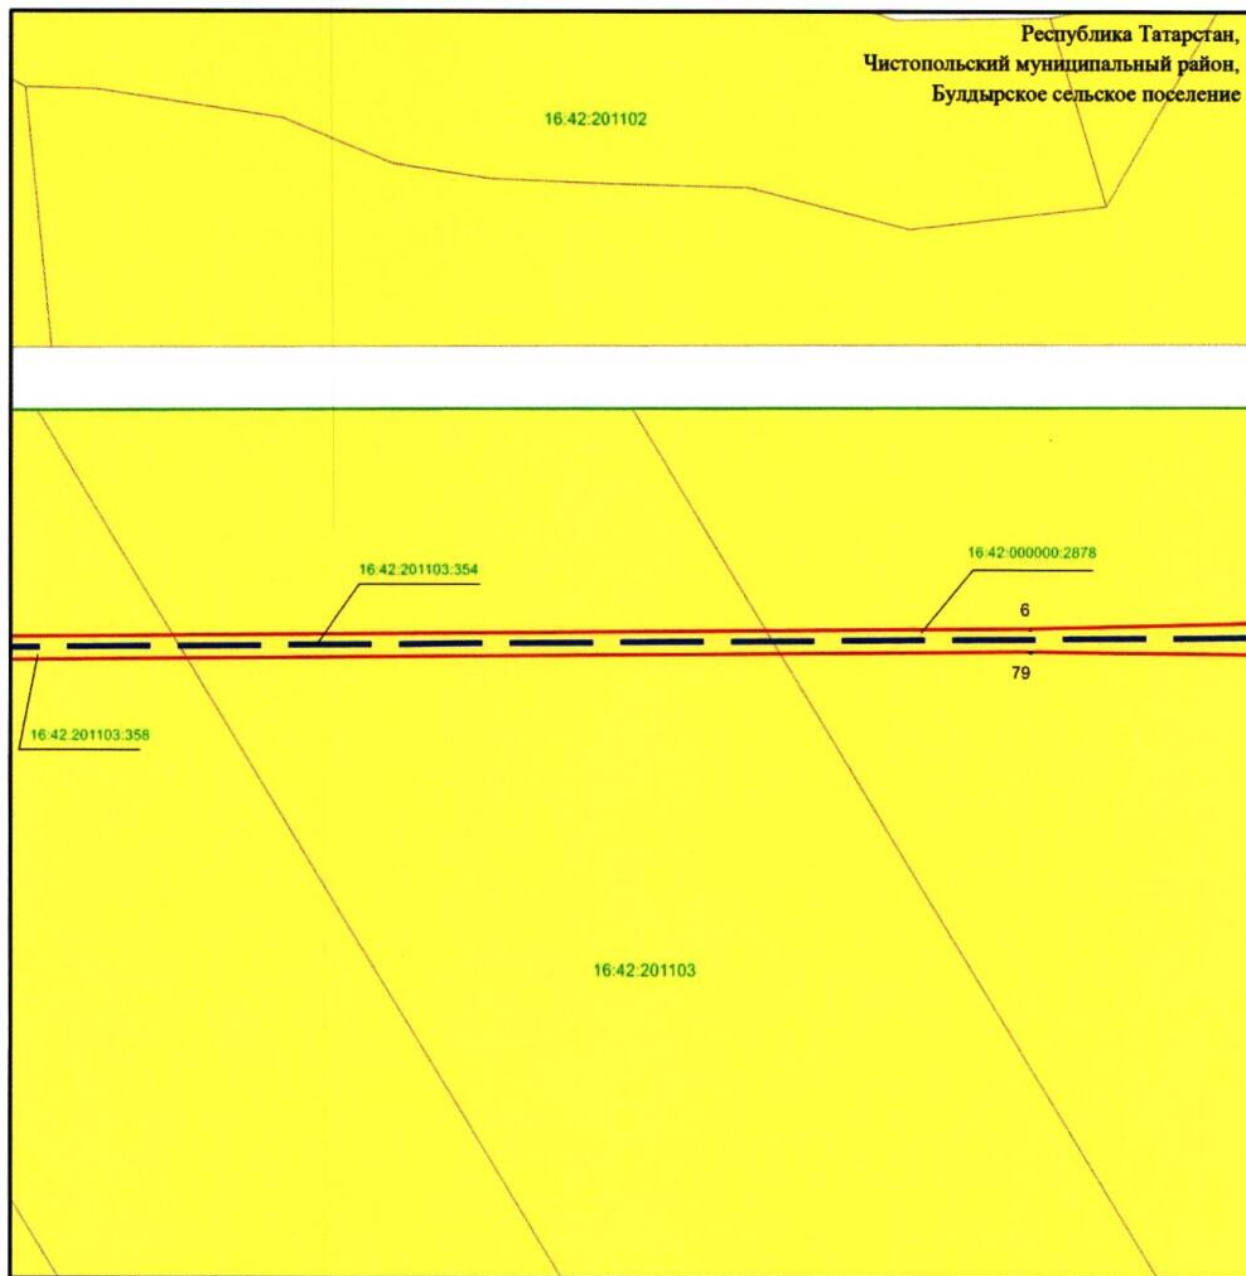 Республика Татарстан,
Чистопольский муниципальный район,
Булдырское сельское поселение
16:42:201102
16:42:000000:2878
16:42:201103:354
6
79
16:42:201103:358
16:42:201103